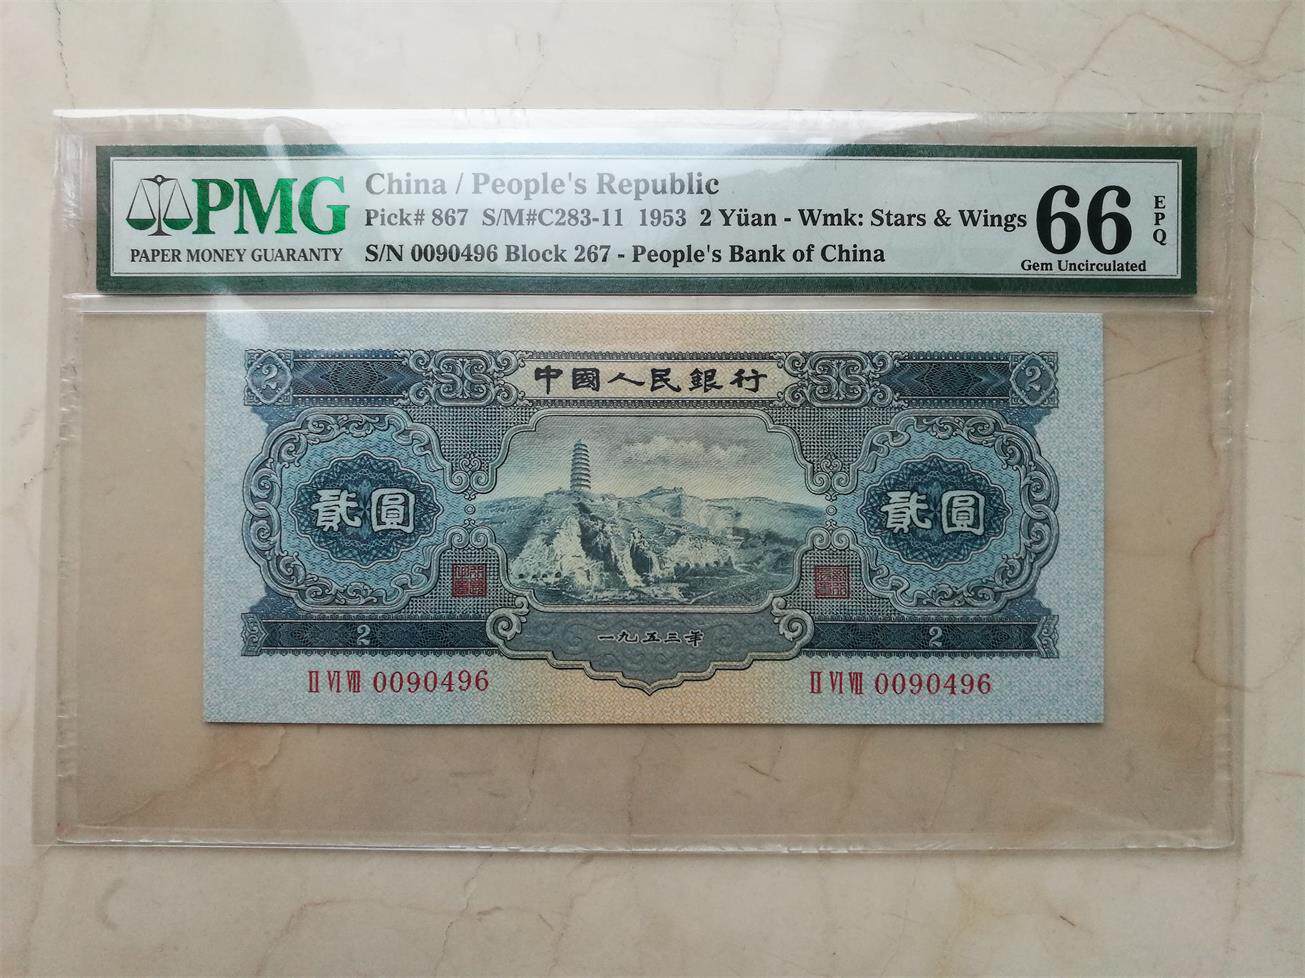 PMG
PAPER MONEY GUARANTY
China / People's Republic
Pick# 867 S/M#C283-11 1953 2 Yüan - Wmk: Stars & Wings
S/N 0090496 Block 267 - People's Bank of China
66
EPQ
Gem Uncirculated
中國人民銀行
2 2
貳圓 貳圓
一九五三年
2 2
II VI VII 0090496 II VI VII 0090496